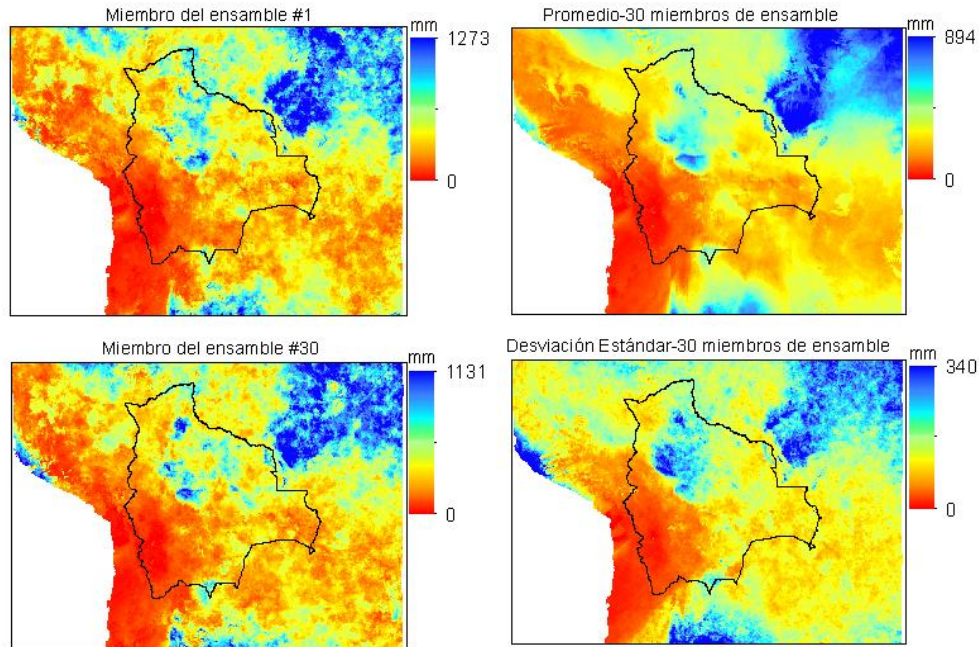 Miembro del ensamble #1
mm
1273
0
Promedio-30 miembros de ensamble
mm
894
0
Miembro del ensamble #30
mm
1131
0
Desviación Estándar-30 miembros de ensamble
mm
340
0